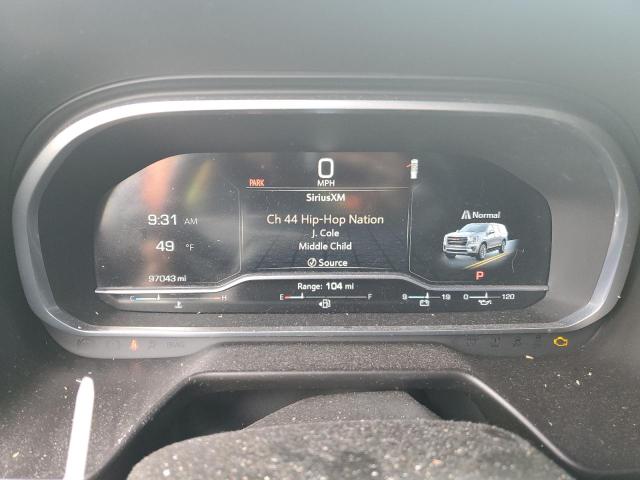 0
PARK
MPH
SiriusXM
Ch 44 Hip-Hop Nation
J. Cole
Middle Child
Source
9:31 AM
49 °F
97043 mi
Normal
P
Range: 104 mi
C H
E F
9 19
0 120